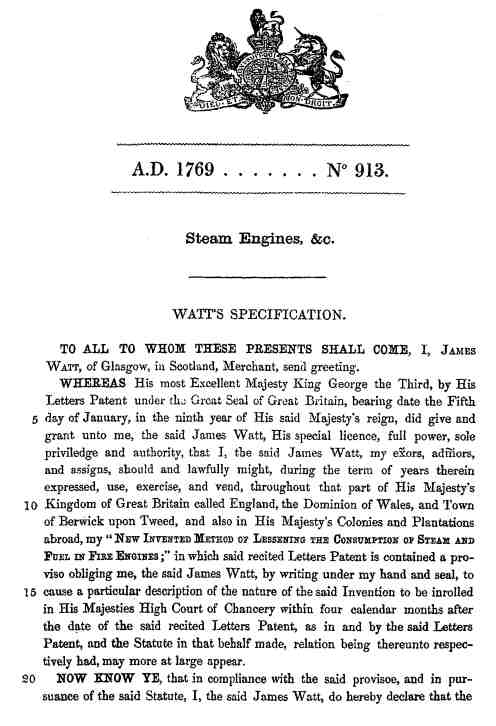 DIEU ET MON DROIT.
A.D. 1769 . . . . . . . N° 913.
Steam Engines, &c.
WATT'S SPECIFICATION.
TO ALL TO WHOM THESE PRESENTS SHALL COME, I, JAMES
WATT, of Glasgow, in Scotland, Merchant, send greeting.
WHEREAS His most Excellent Majesty King George the Third, by His
Letters Patent under the Great Seal of Great Britain, bearing date the Fifth
5 day of January, in the ninth year of His said Majesty's reign, did give and
grant unto me, the said James Watt, His special licence, full power, sole
priviledge and authority, that I, the said James Watt, my exors, adm̃ors,
and assigns, should and lawfully might, during the term of years therein
expressed, use, exercise, and vend, throughout that part of His Majesty's
10 Kingdom of Great Britain called England, the Dominion of Wales, and Town
of Berwick upon Tweed, and also in His Majesty's Colonies and Plantations
abroad, my "NEW INVENTED METHOD OF LESSENING THE CONSUMPTION OF STEAM AND
FUEL IN FIRE ENGINES;" in which said recited Letters Patent is contained a pro-
viso obliging me, the said James Watt, by writing under my hand and seal, to
15 cause a particular description of the nature of the said Invention to be inrolled
in His Majesties High Court of Chancery within four calendar months after
the date of the said recited Letters Patent, as in and by the said Letters
Patent, and the Statute in that behalf made, relation being thereunto respec-
tively had, may more at large appear.
20 NOW KNOW YE, that in compliance with the said provisoe, and in pur-
suance of the said Statute, I, the said James Watt, do hereby declare that the